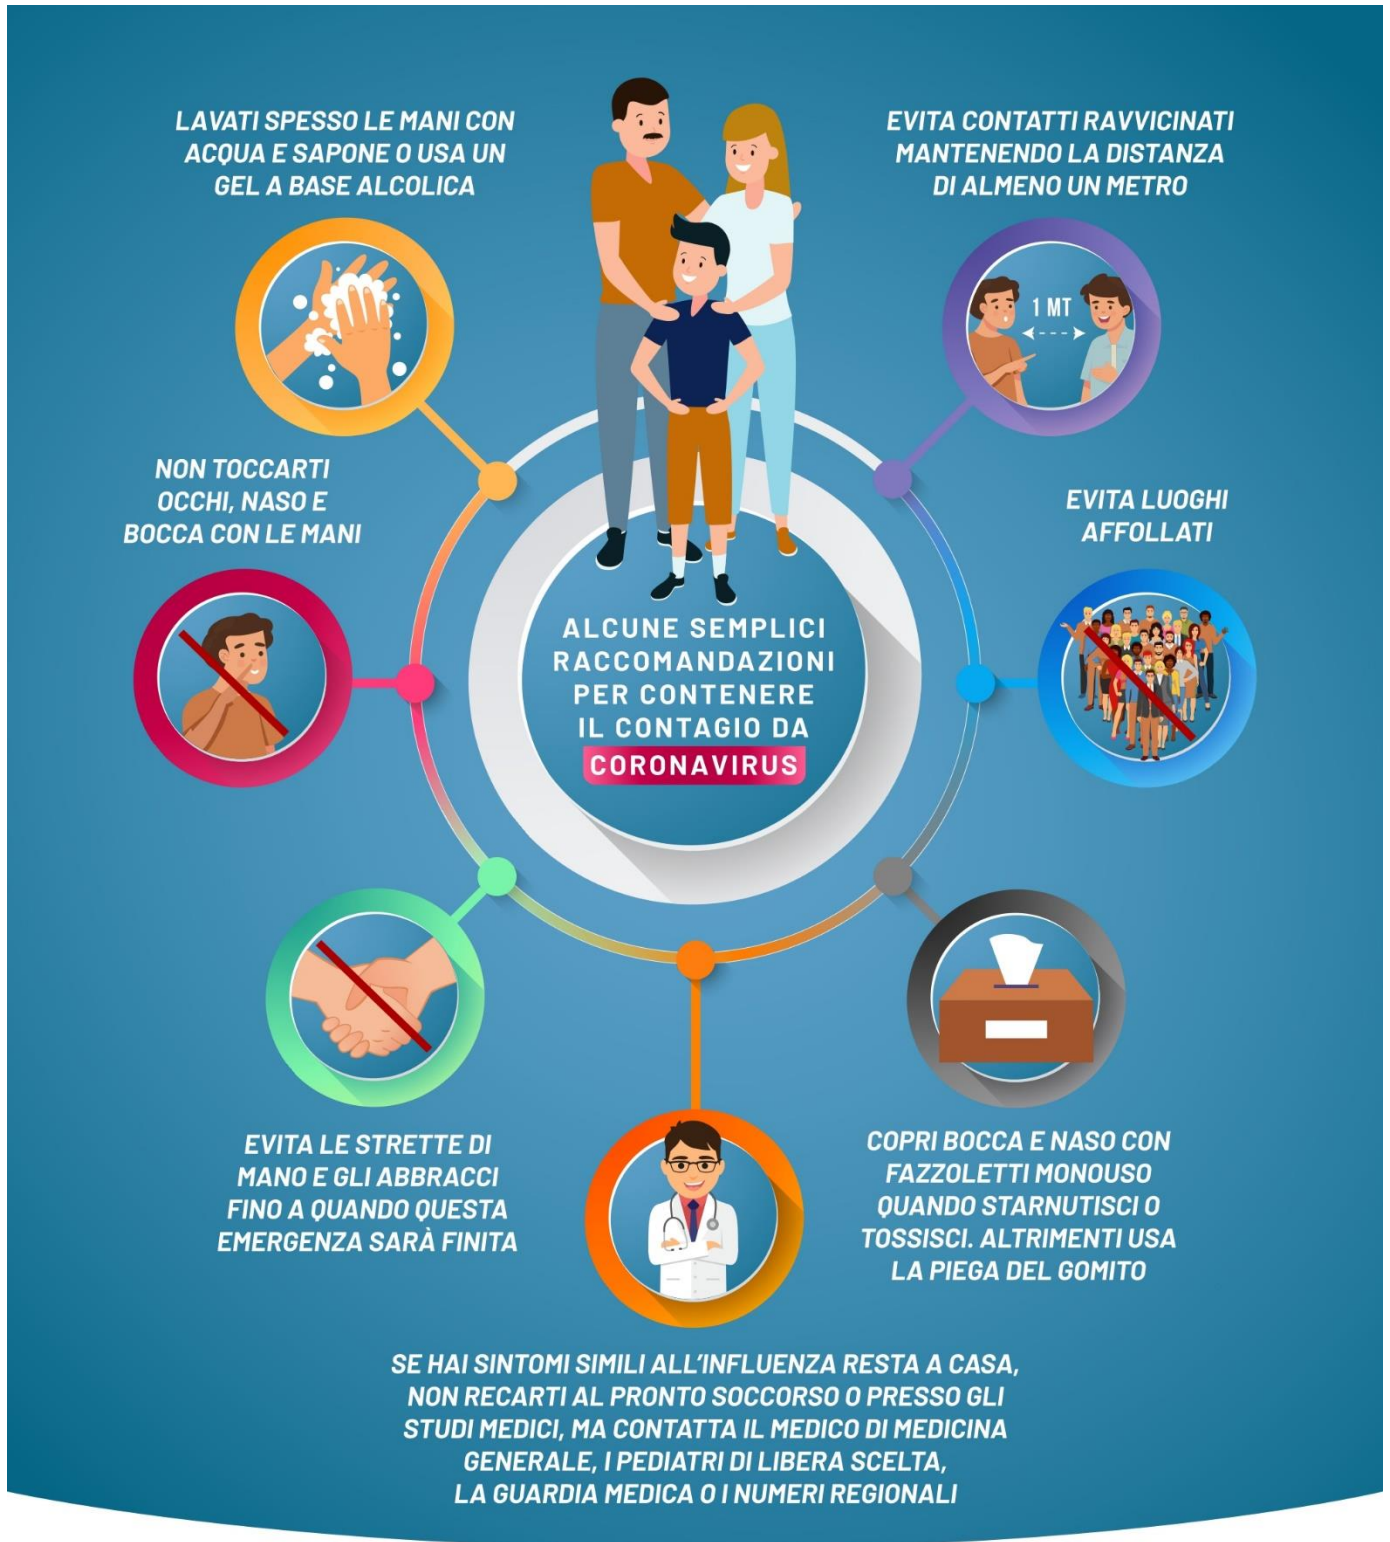 LAVATI SPESSO LE MANI CON
ACQUA E SAPONE O USA UN
GEL A BASE ALCOLICA
EVITA CONTATTI RAVVICINATI
MANTENENDO LA DISTANZA
DI ALMENO UN METRO
1 MT
NON TOCCARTI
OCCHI, NASO E
BOCCA CON LE MANI
EVITA LUOGHI
AFFOLLATI
ALCUNE SEMPLICI
RACCOMANDAZIONI
PER CONTENERE
IL CONTAGIO DA
CORONAVIRUS
EVITA LE STRETTE DI
MANO E GLI ABBRACCI
FINO A QUANDO QUESTA
EMERGENZA SARÀ FINITA
COPRI BOCCA E NASO CON
FAZZOLETTI MONOUSO
QUANDO STARNUTISCI O
TOSSISCI. ALTRIMENTI USA
LA PIEGA DEL GOMITO
SE HAI SINTOMI SIMILI ALL'INFLUENZA RESTA A CASA,
NON RECARTI AL PRONTO SOCCORSO O PRESSO GLI
STUDI MEDICI, MA CONTATTA IL MEDICO DI MEDICINA
GENERALE, I PEDIATRI DI LIBERA SCELTA,
LA GUARDIA MEDICA O I NUMERI REGIONALI